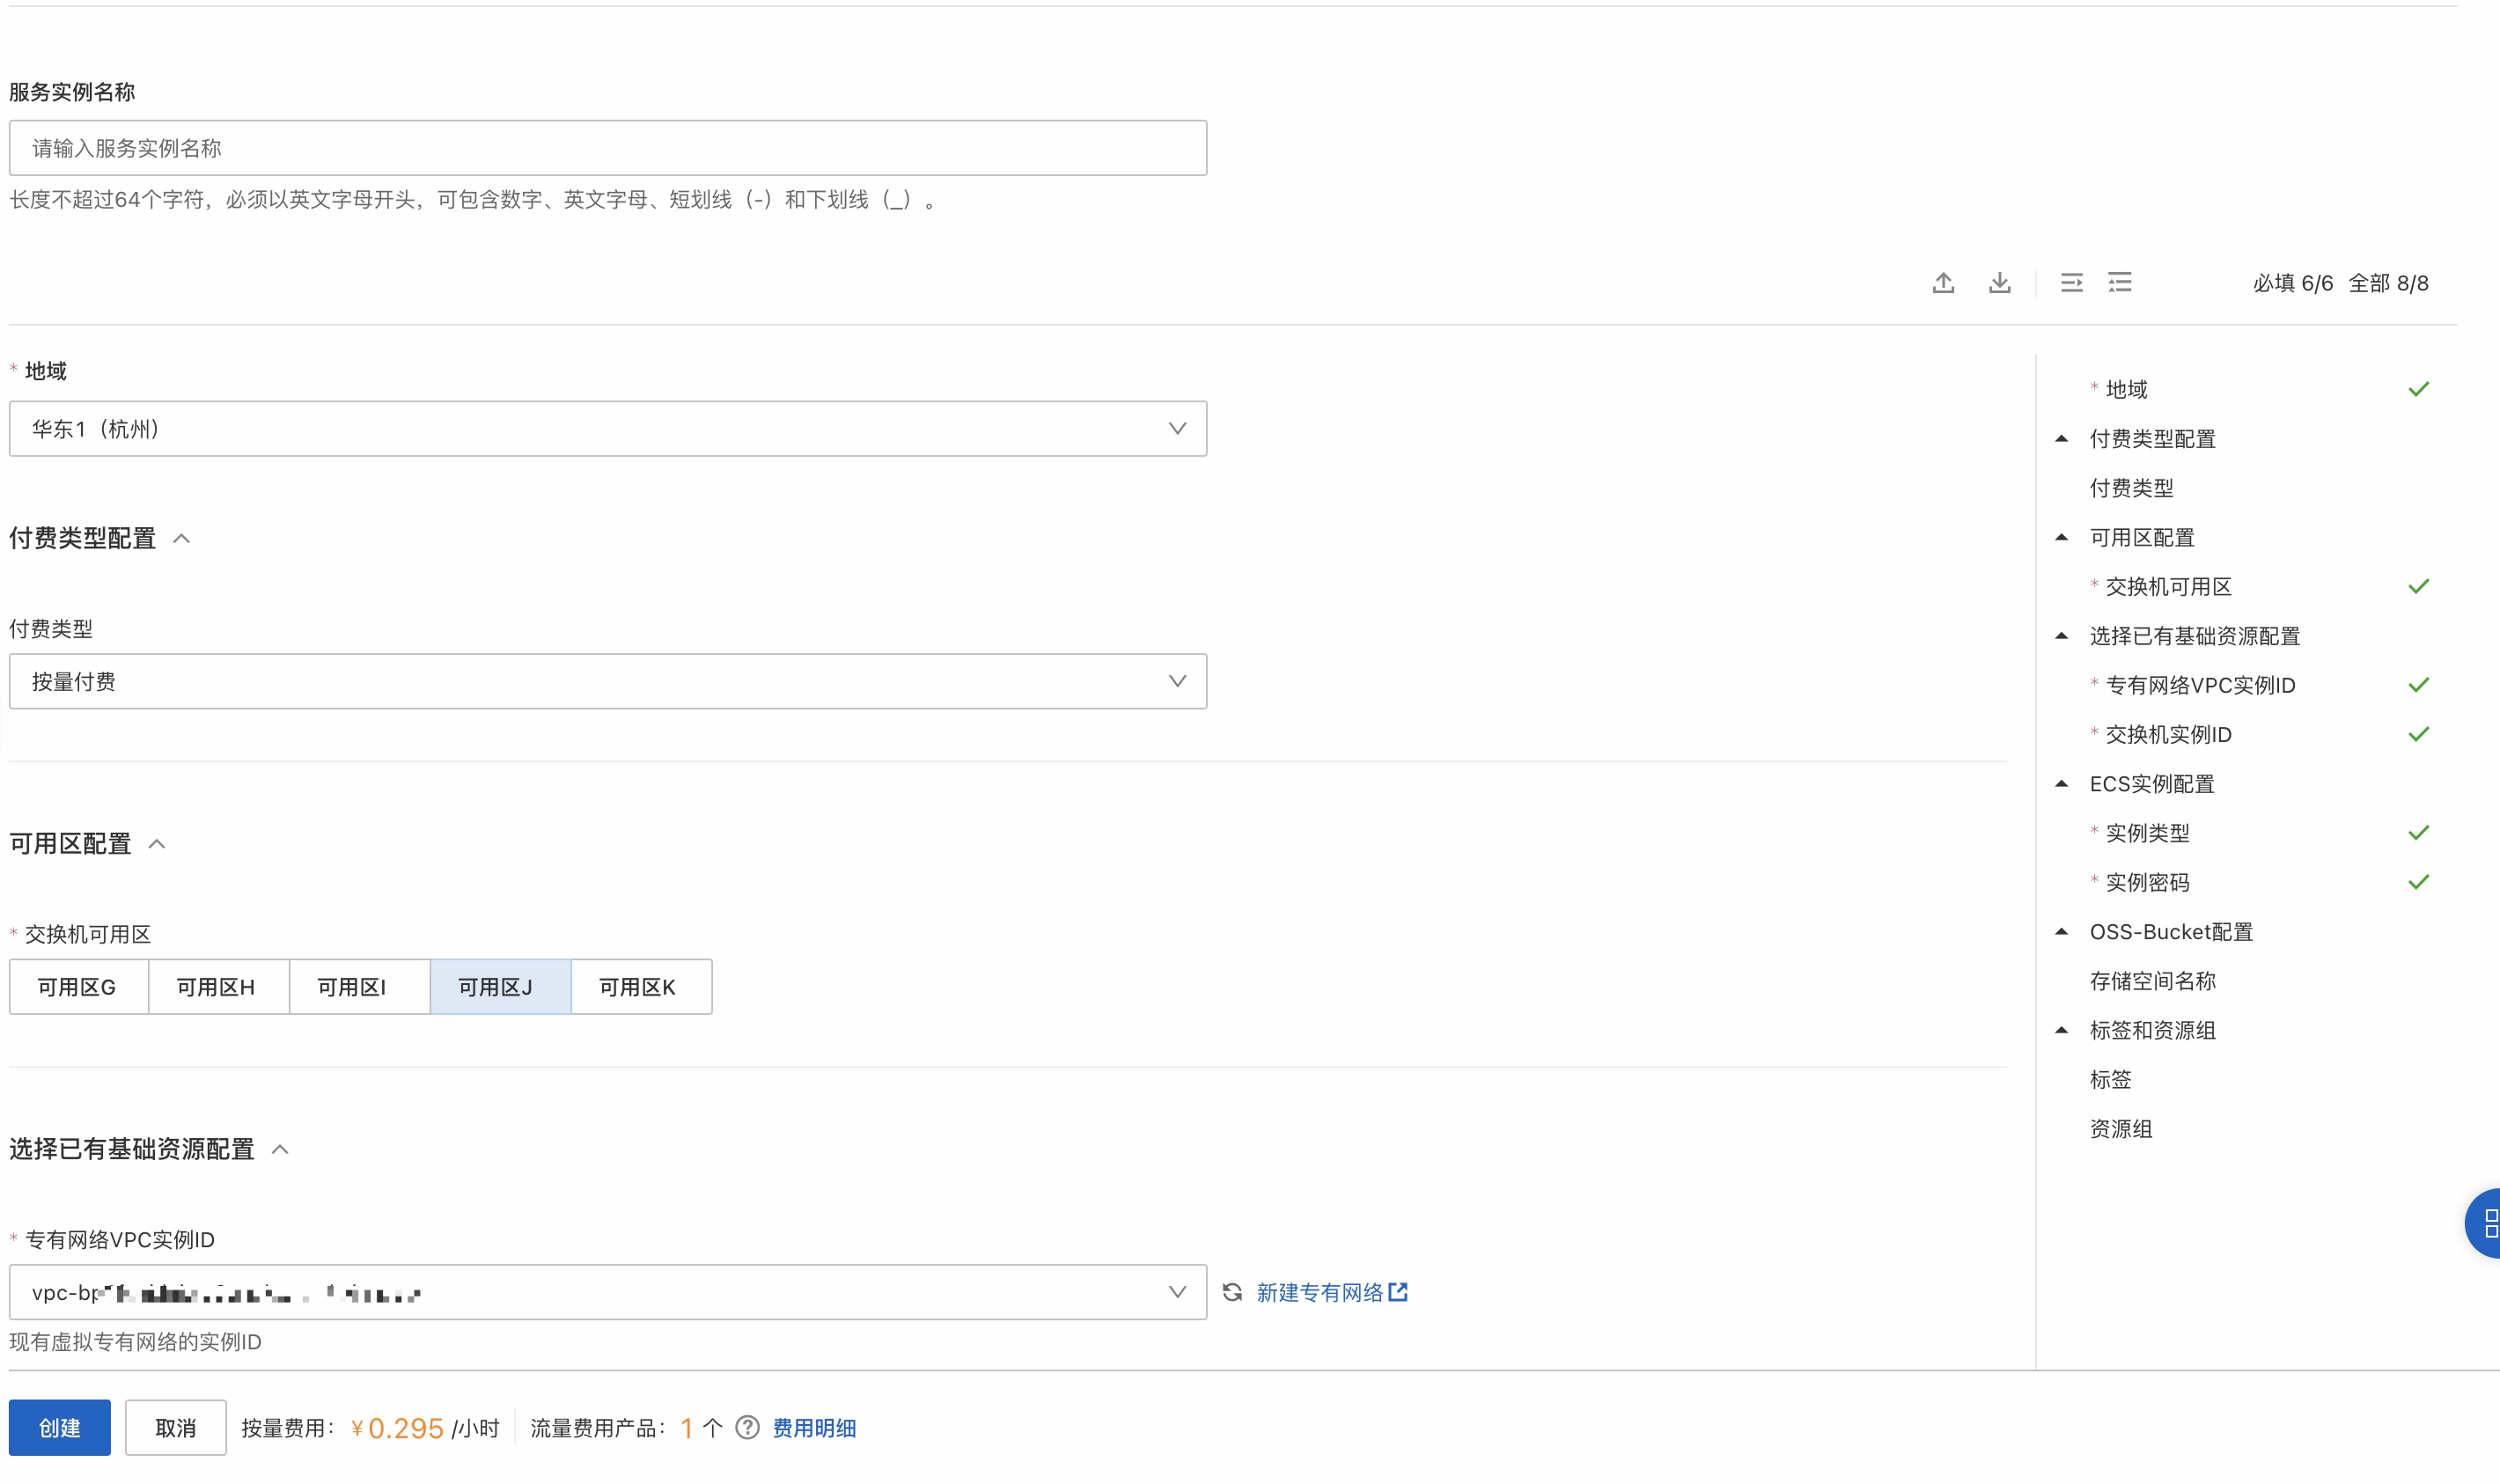 服务实例名称
请输入服务实例名称
长度不超过64个字符，必须以英文字母开头，可包含数字、英文字母、短划线（-）和下划线（_）。
必填 6/6 全部 8/8
* 地域
华东1（杭州）
付费类型配置
付费类型
按量付费
可用区配置
* 交换机可用区
可用区G 可用区H 可用区I 可用区J 可用区K
选择已有基础资源配置
* 专有网络VPC实例ID
新建专有网络
现有虚拟专有网络的实例ID
* 地域
付费类型配置
付费类型
可用区配置
* 交换机可用区
选择已有基础资源配置
* 专有网络VPC实例ID
* 交换机实例ID
ECS实例配置
* 实例类型
* 实例密码
OSS-Bucket配置
存储空间名称
标签和资源组
标签
资源组
创建 取消 按量费用： ¥0.295 /小时 流量费用产品： 1 个 费用明细